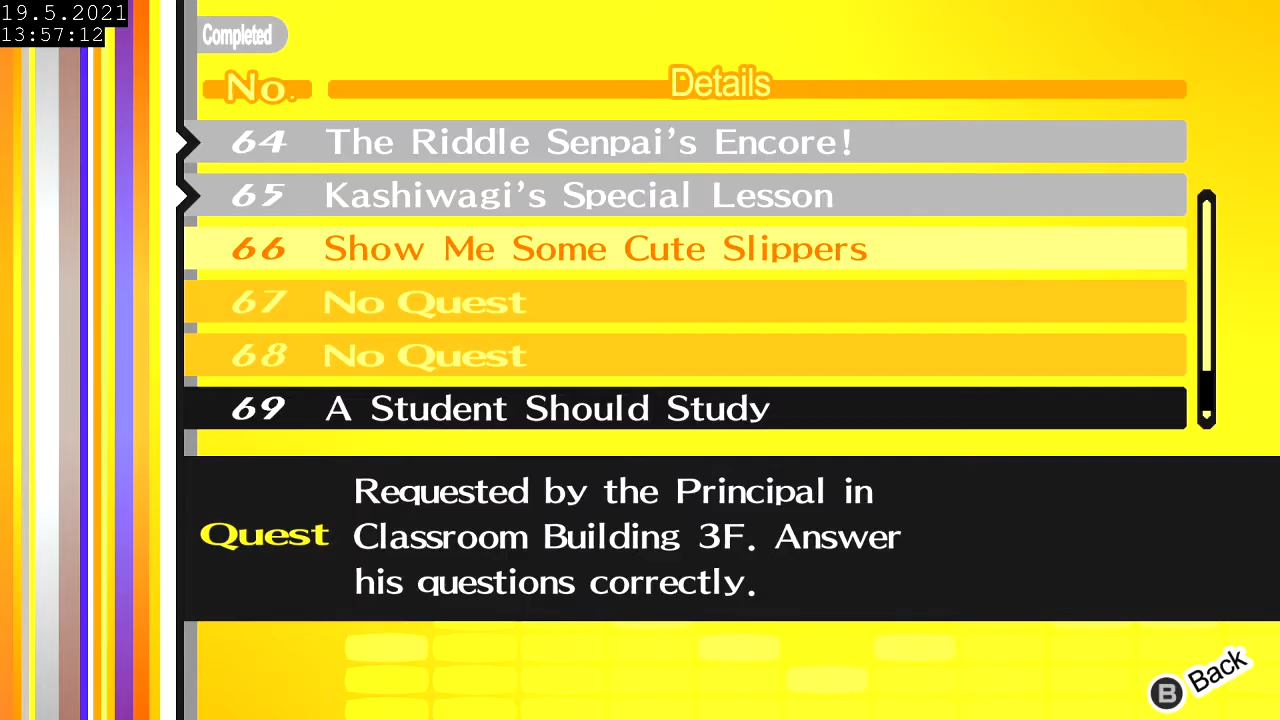 19.5.2021
13:57:12
Completed
No. Details
64 The Riddle Senpai's Encore!
65 Kashiwagi's Special Lesson
66 Show Me Some Cute Slippers
67 No Quest
68 No Quest
69 A Student Should Study
Quest
Requested by the Principal in
Classroom Building 3F. Answer
his questions correctly.
B Back